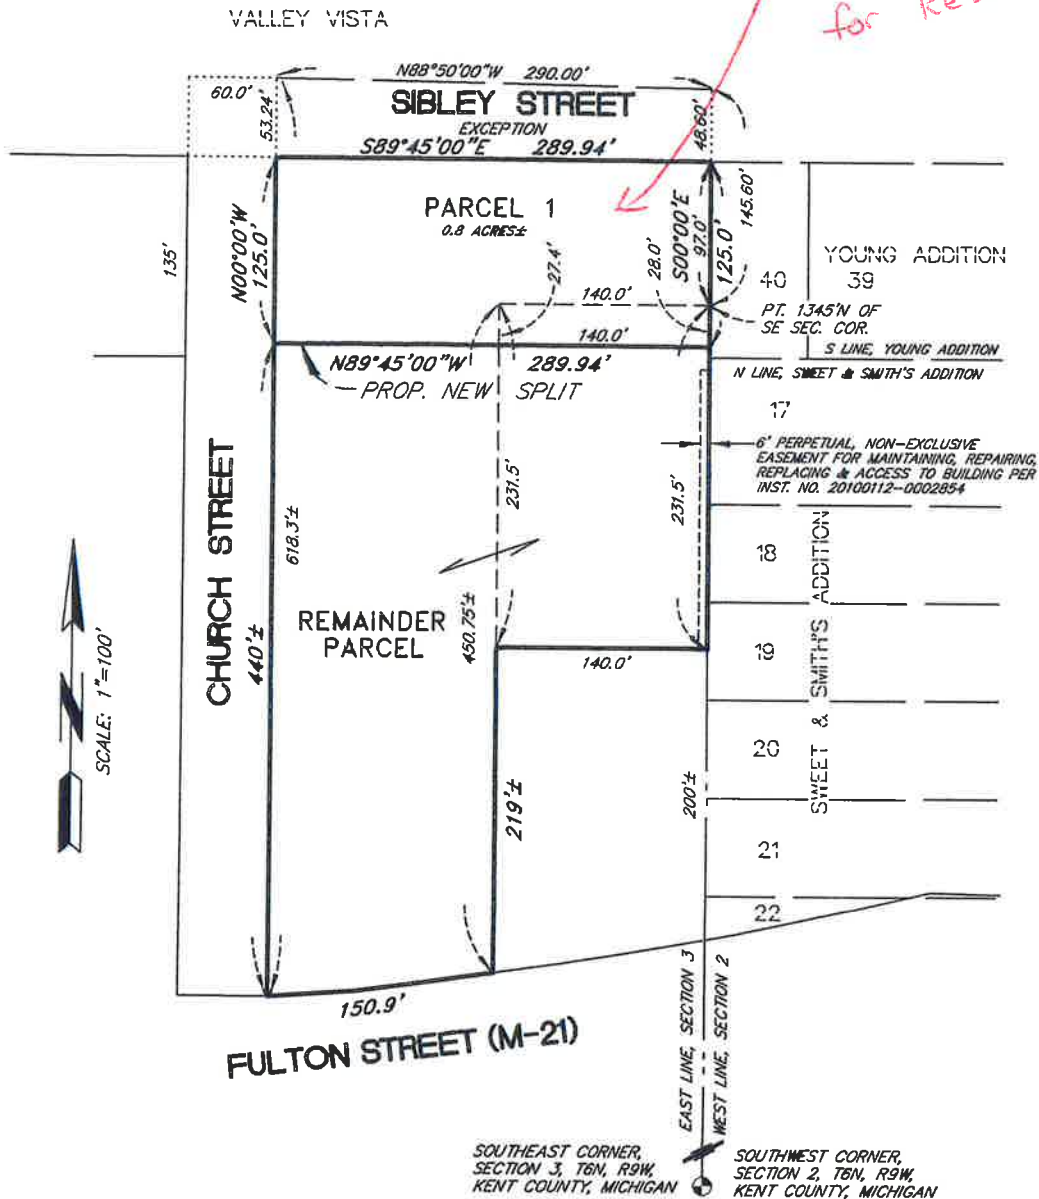 VALLEY VISTA
for
N88°50'00"W 290.00'
60.0'
SIBLEY STREET
53.24'
48.60'
EXCEPTION
S89°45'00"E 289.94'
PARCEL 1
0.8 ACRES±
N00°00'W
125.0'
135'
27.4'
28.0'
S00°00'E
97.0'
125.0'
145.60'
YOUNG ADDITION
40 39
140.0'
PT. 1345'N OF
SE SEC. COR.
140.0'
S LINE, YOUNG ADDITION
N89°45'00"W 289.94'
N LINE, SWEET & SMITH'S ADDITION
PROP. NEW SPLIT
17
6' PERPETUAL, NON-EXCLUSIVE
EASEMENT FOR MAINTAINING, REPAIRING,
REPLACING & ACCESS TO BUILDING PER
INST. NO. 20100112-0002854
CHURCH STREET
618.3'±
231.5'
231.5'
18
SWEET & SMITH'S ADDITION
REMAINDER
PARCEL
440'±
450.75'±
19
140.0'
SCALE: 1"=100'
N
20
219'±
200'±
21
22
150.9'
FULTON STREET (M-21)
EAST LINE, SECTION 3
WEST LINE, SECTION 2
SOUTHEAST CORNER,
SECTION 3, T6N, R9W,
KENT COUNTY, MICHIGAN
SOUTHWEST CORNER,
SECTION 2, T6N, R9W,
KENT COUNTY, MICHIGAN